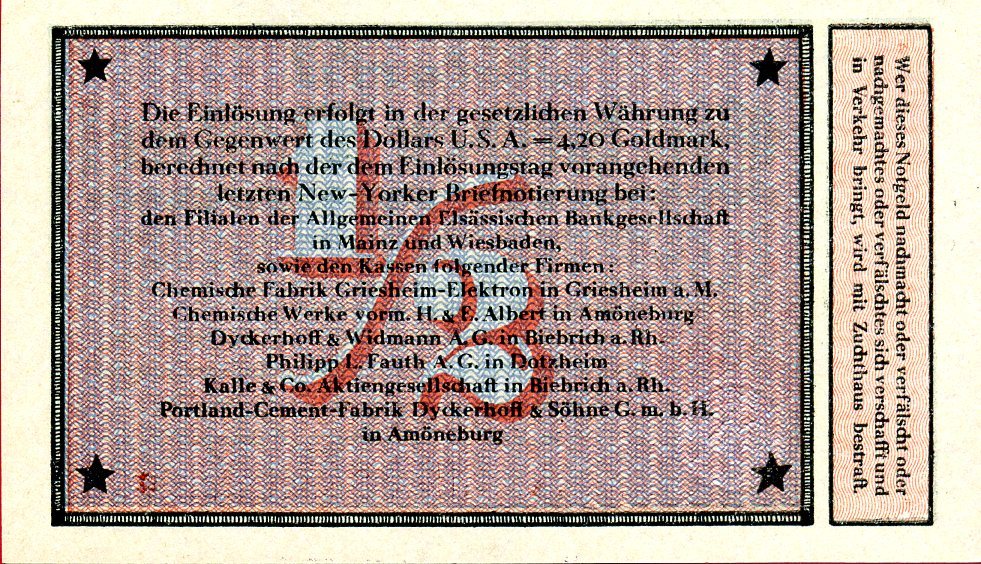 Die Einlösung erfolgt in der gesetzlichen Währung zu
dem Gegenwert des Dollars U.S.A. = 4,20 Goldmark,
berechnet nach der dem Einlösungstag vorangehenden
letzten New-Yorker Briefnotierung bei:
den Filialen der Allgemeinen Elsässischen Bankgesellschaft
in Mainz und Wiesbaden,
sowie den Kassen folgender Firmen:
Chemische Fabrik Griesheim-Elektron in Griesheim a. M.
Chemische Werke vorm. H. & E. Albert in Amöneburg
Dyckerhoff & Widmann A. G. in Biebrich a. Rh.
Philipp L. Fauth A. G. in Dotzheim
Kalle & Co. Aktiengesellschaft in Biebrich a. Rh.
Portland-Cement-Fabrik Dyckerhoff & Söhne G. m. b. H.
in Amöneburg
Wer dieses Notgeld nachmacht oder verfälscht oder
nachgemachtes oder verfälschtes sich verschafft und
in Verkehr bringt, wird mit Zuchthaus bestraft.